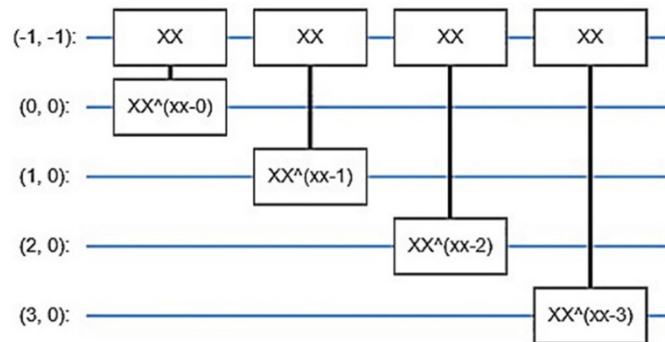 (-1, -1): XX XX XX XX
(0, 0): XX^(xx-0)
(1, 0): XX^(xx-1)
(2, 0): XX^(xx-2)
(3, 0): XX^(xx-3)